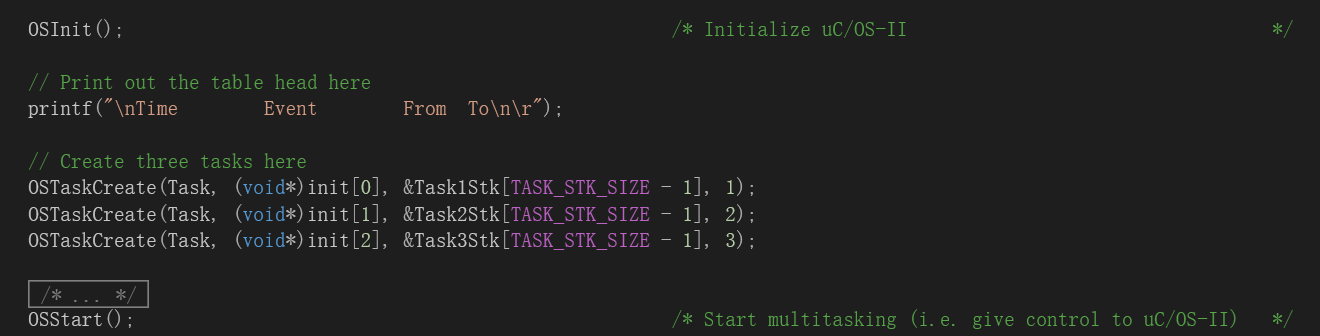 OSInit(); /* Initialize uC/OS-II */
// Print out the table head here
printf("\nTime        Event        From  To\n\r");
// Create three tasks here
OSTaskCreate(Task, (void*)init[0], &Task1Stk[TASK_STK_SIZE - 1], 1);
OSTaskCreate(Task, (void*)init[1], &Task2Stk[TASK_STK_SIZE - 1], 2);
OSTaskCreate(Task, (void*)init[2], &Task3Stk[TASK_STK_SIZE - 1], 3);
/* ... */
OSStart(); /* Start multitasking (i.e. give control to uC/OS-II) */